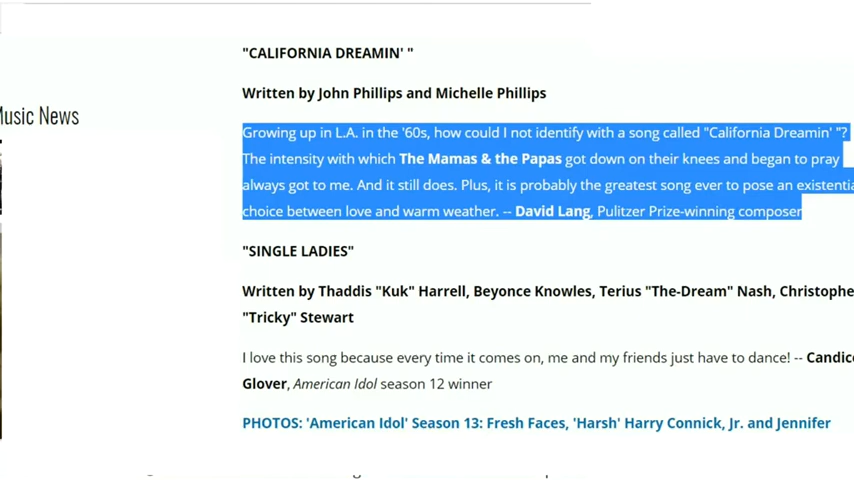 "CALIFORNIA DREAMIN' "
Written by John Phillips and Michelle Phillips
Music News
Growing up in L.A. in the '60s, how could I not identify with a song called "California Dreamin' "?
The intensity with which The Mamas & the Papas got down on their knees and began to pray
always got to me. And it still does. Plus, it is probably the greatest song ever to pose an existentia
choice between love and warm weather. -- David Lang, Pulitzer Prize-winning composer
"SINGLE LADIES"
Written by Thaddis "Kuk" Harrell, Beyonce Knowles, Terius "The-Dream" Nash, Christophe
"Tricky" Stewart
I love this song because every time it comes on, me and my friends just have to dance! -- Candice
Glover, American Idol season 12 winner
PHOTOS: 'American Idol' Season 13: Fresh Faces, 'Harsh' Harry Connick, Jr. and Jennifer